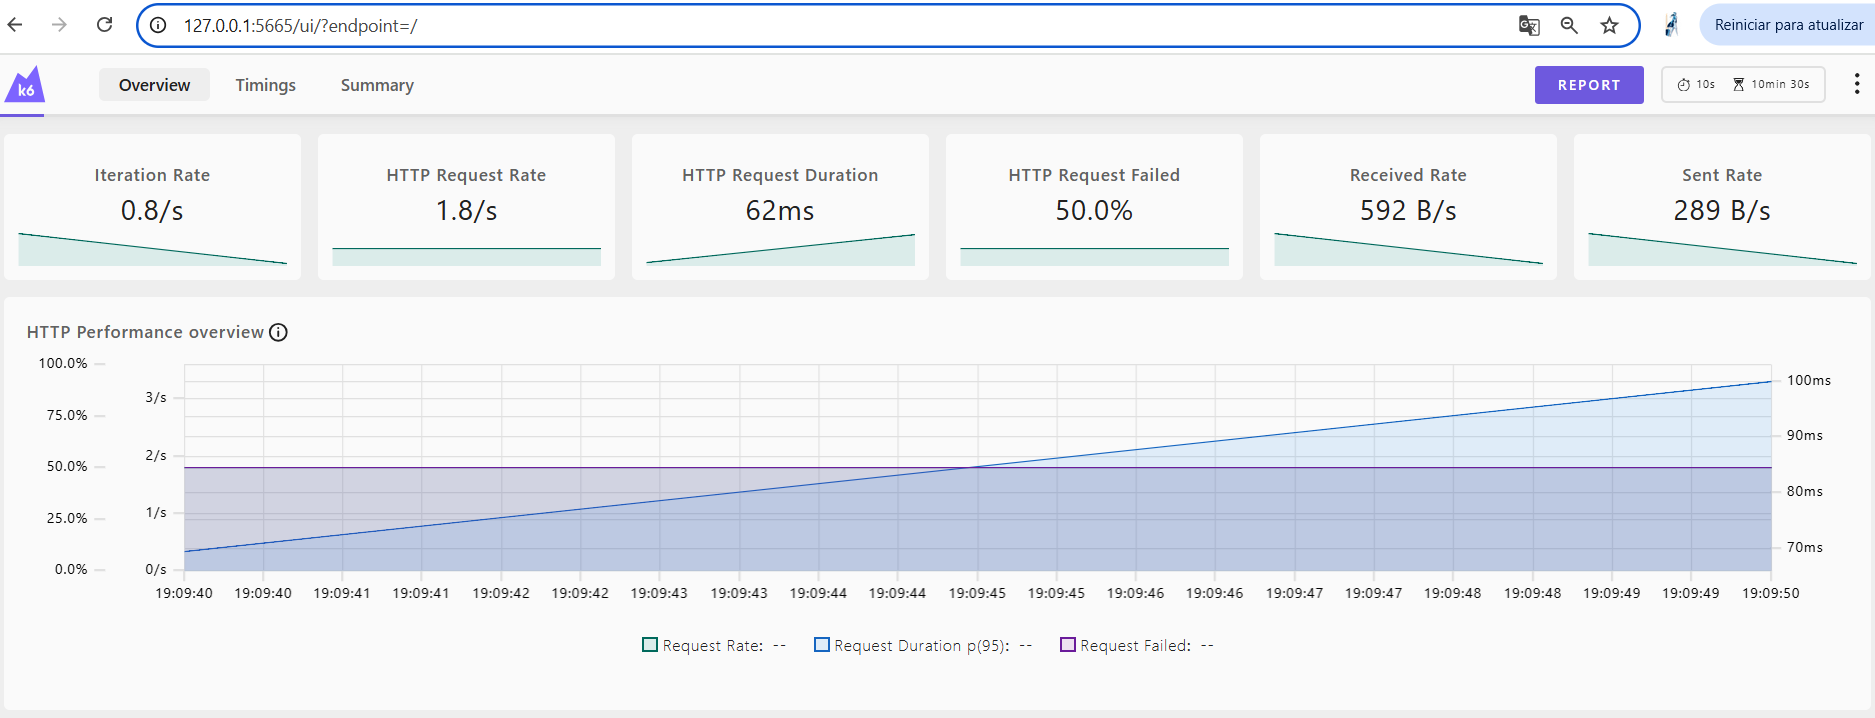 127.0.0.1:5665/ui/?endpoint=/
Reiniciar para atualizar
k6
Overview
Timings
Summary
REPORT
10s
10min 30s
Iteration Rate
0.8/s
HTTP Request Rate
1.8/s
HTTP Request Duration
62ms
HTTP Request Failed
50.0%
Received Rate
592 B/s
Sent Rate
289 B/s
HTTP Performance overview
100.0%
75.0%
50.0%
25.0%
0.0%
3/s
2/s
1/s
0/s
100ms
90ms
80ms
70ms
19:09:40 19:09:40 19:09:41 19:09:41 19:09:42 19:09:42 19:09:43 19:09:43 19:09:44 19:09:44 19:09:45 19:09:45 19:09:46 19:09:46 19:09:47 19:09:47 19:09:48 19:09:48 19:09:49 19:09:49 19:09:50
Request Rate: -- Request Duration p(95): -- Request Failed: --